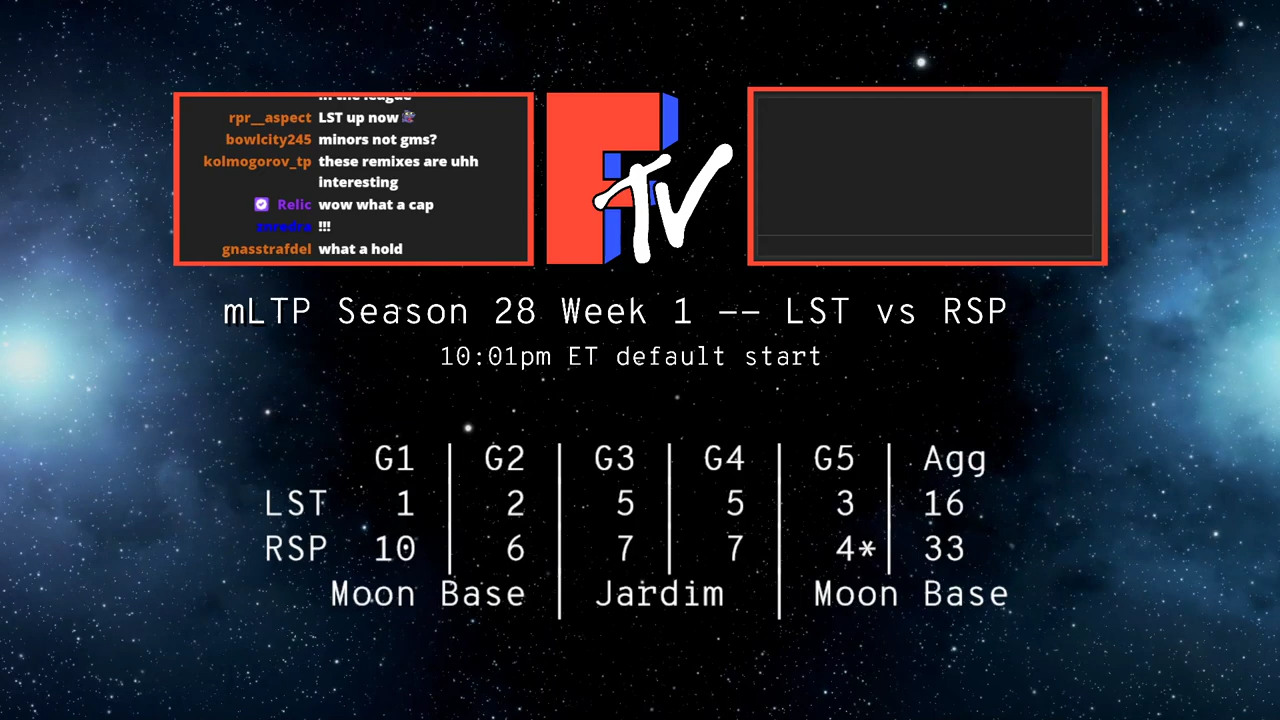 in the league
rpr__aspect LST up now
bowlcity245 minors not gms?
kolmogorov_tp these remixes are uhh
interesting
Relic wow what a cap
!!!
gnasstrafdel what a hold
TV
mLTP Season 28 Week 1 -- LST vs RSP
10:01pm ET default start
G1 G2 G3 G4 G5 Agg
LST 1 2 5 5 3 16
RSP 10 6 7 7 4* 33
Moon Base Jardim Moon Base